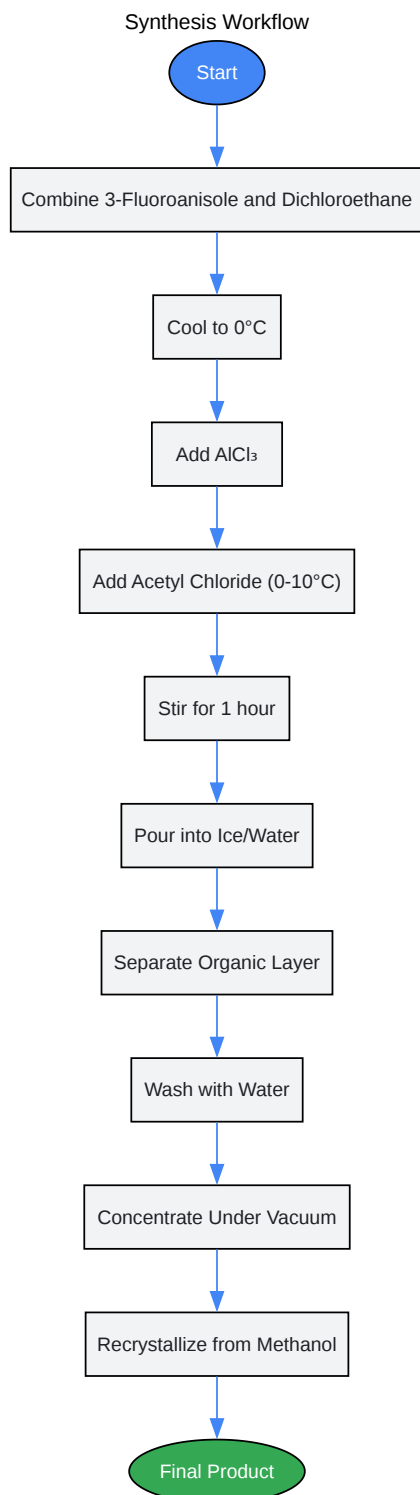 Synthesis Workflow
Start
Combine 3-Fluoroanisole and Dichloroethane
Cool to 0°C
Add AlCl₃
Add Acetyl Chloride (0-10°C)
Stir for 1 hour
Pour into Ice/Water
Separate Organic Layer
Wash with Water
Concentrate Under Vacuum
Recrystallize from Methanol
Final Product